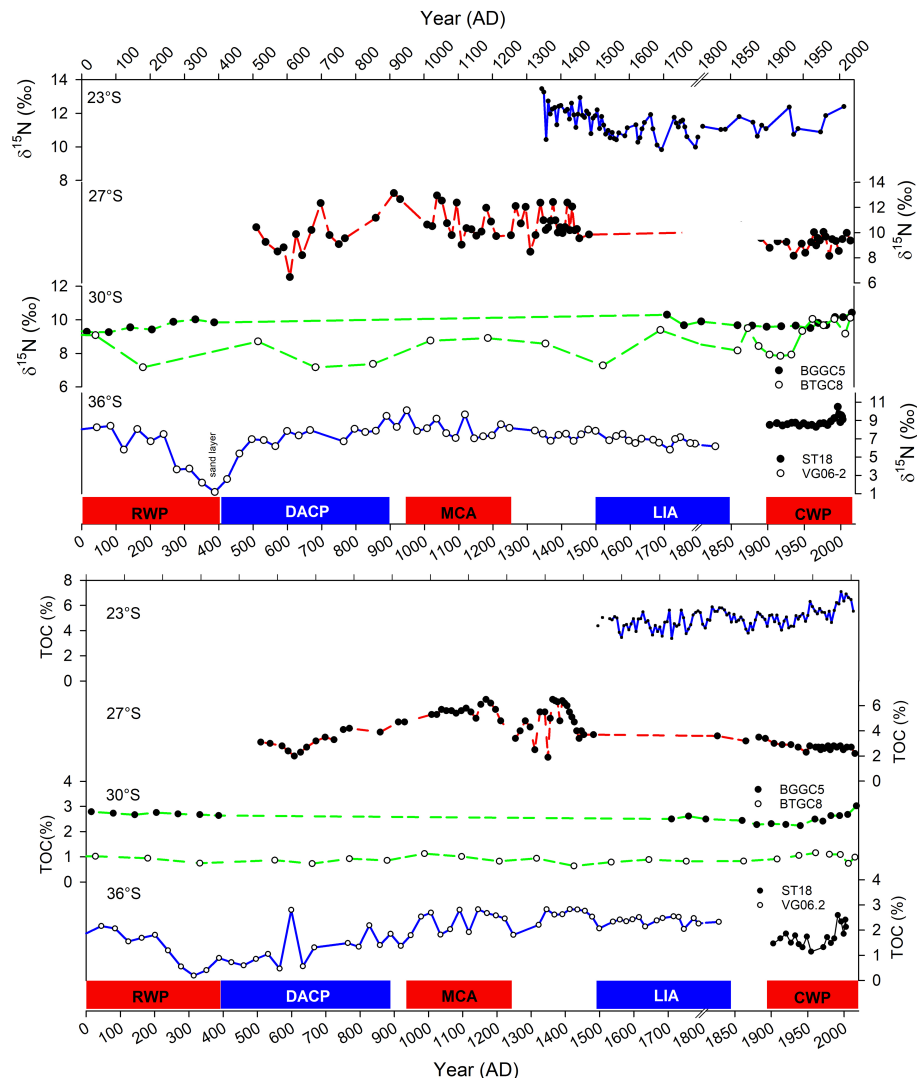 Year (AD)
0 100 200 300 400 500 600 700 800 900 1000 1100 1200 1300 1400 1500 1600 1700 1800 1850 1900 1950 2000
δ¹⁵N (‰)
14
12
10
8
23°S
27°S
14
12
10
8
6
δ¹⁵N (‰)
δ¹⁵N (‰)
12
10
8
6
30°S
BGGC5
BTGC8
36°S
sand layer
11
9
7
5
3
1
δ¹⁵N (‰)
ST18
VG06-2
RWP DACP MCA LIA CWP
0 100 200 300 400 500 600 700 800 900 1000 1100 1200 1300 1400 1500 1600 1700 1800 1850 1900 1950 2000
TOC (%)
8
6
4
2
0
23°S
27°S
6
4
2
0
TOC (%)
TOC(%)
4
3
2
1
0
30°S
BGGC5
BTGC8
36°S
4
3
2
1
0
TOC (%)
ST18
VG06.2
RWP DACP MCA LIA CWP
0 100 200 300 400 500 600 700 800 900 1000 1100 1200 1300 1400 1500 1600 1700 1800 1850 1900 1950 2000
Year (AD)